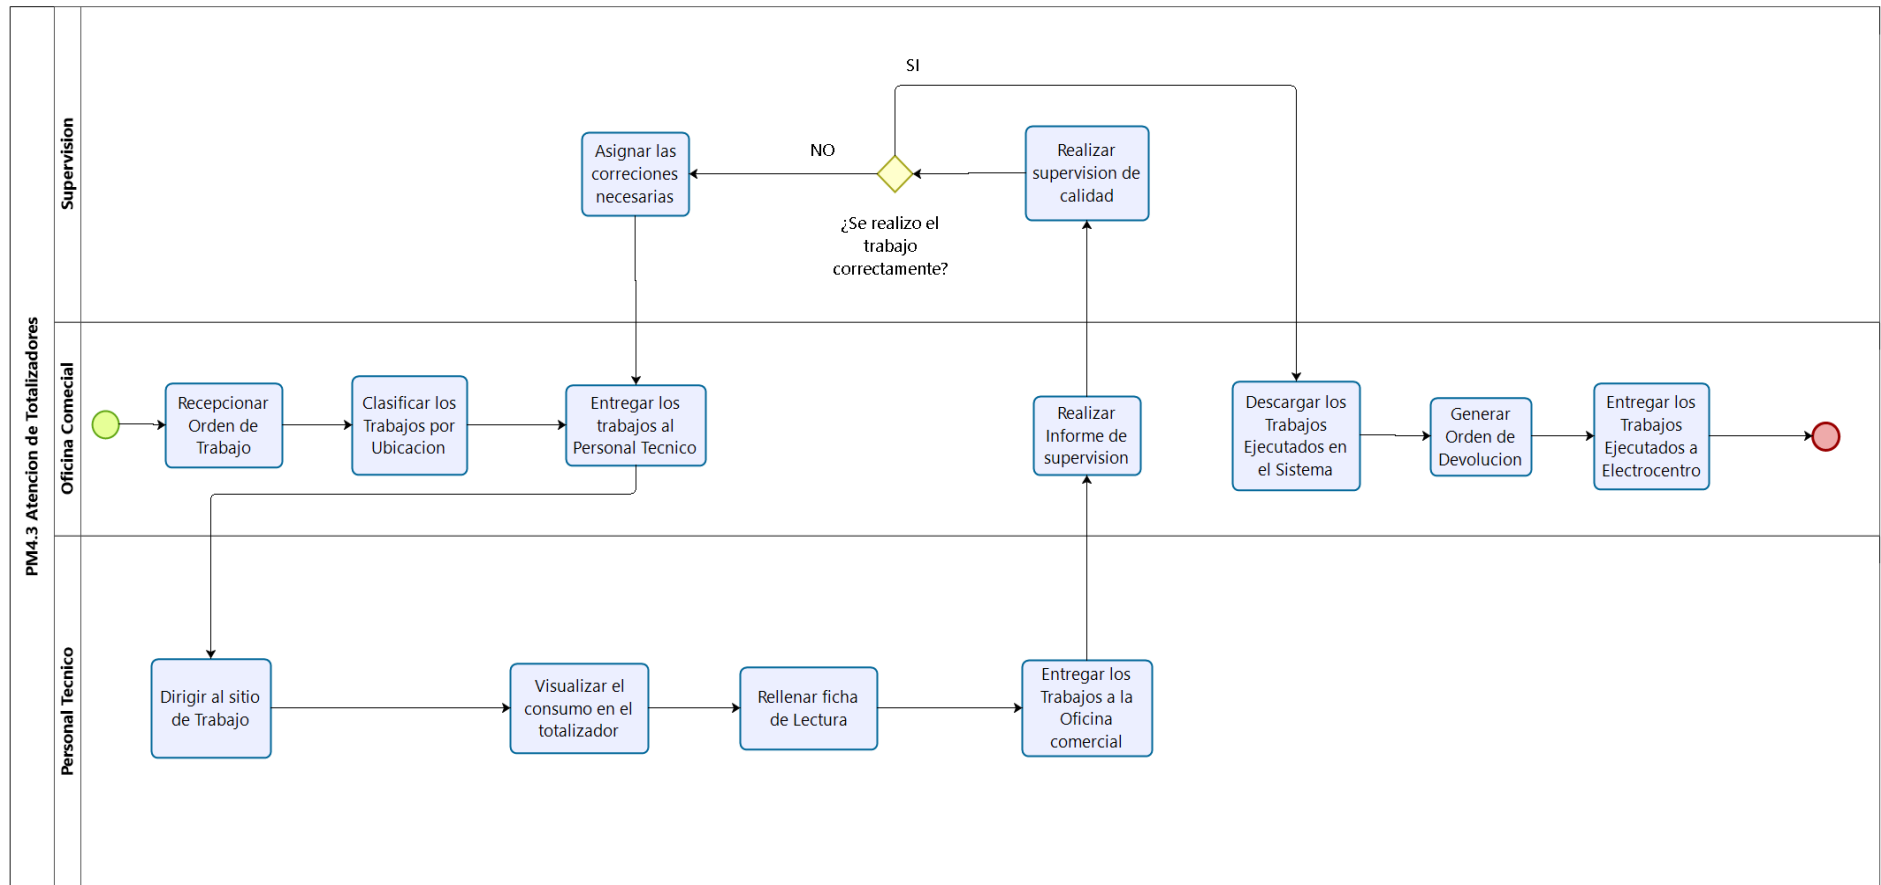 PM4.3 Atencion de Totalizadores
Supervision
SI
NO
Asignar las
correciones
necesarias
¿Se realizo el
trabajo
correctamente?
Realizar
supervision de
calidad
Oficina Comecial
Recepcionar
Orden de
Trabajo
Clasificar los
Trabajos por
Ubicacion
Entregar los
trabajos al
Personal Tecnico
Realizar
Informe de
supervision
Descargar los
Trabajos
Ejecutados en
el Sistema
Generar
Orden de
Devolucion
Entregar los
Trabajos
Ejecutados a
Electrocentro
Personal Tecnico
Dirigir al sitio
de Trabajo
Visualizar el
consumo en el
totalizador
Rellenar ficha
de Lectura
Entregar los
Trabajos a la
Oficina
comercial